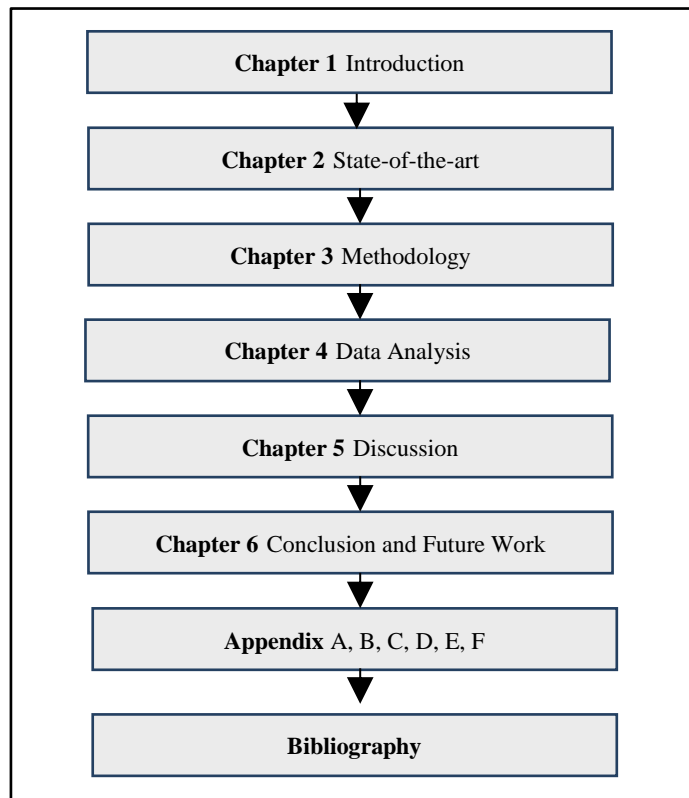 Chapter 1 Introduction
Chapter 2 State-of-the-art
Chapter 3 Methodology
Chapter 4 Data Analysis
Chapter 5 Discussion
Chapter 6 Conclusion and Future Work
Appendix A, B, C, D, E, F
Bibliography